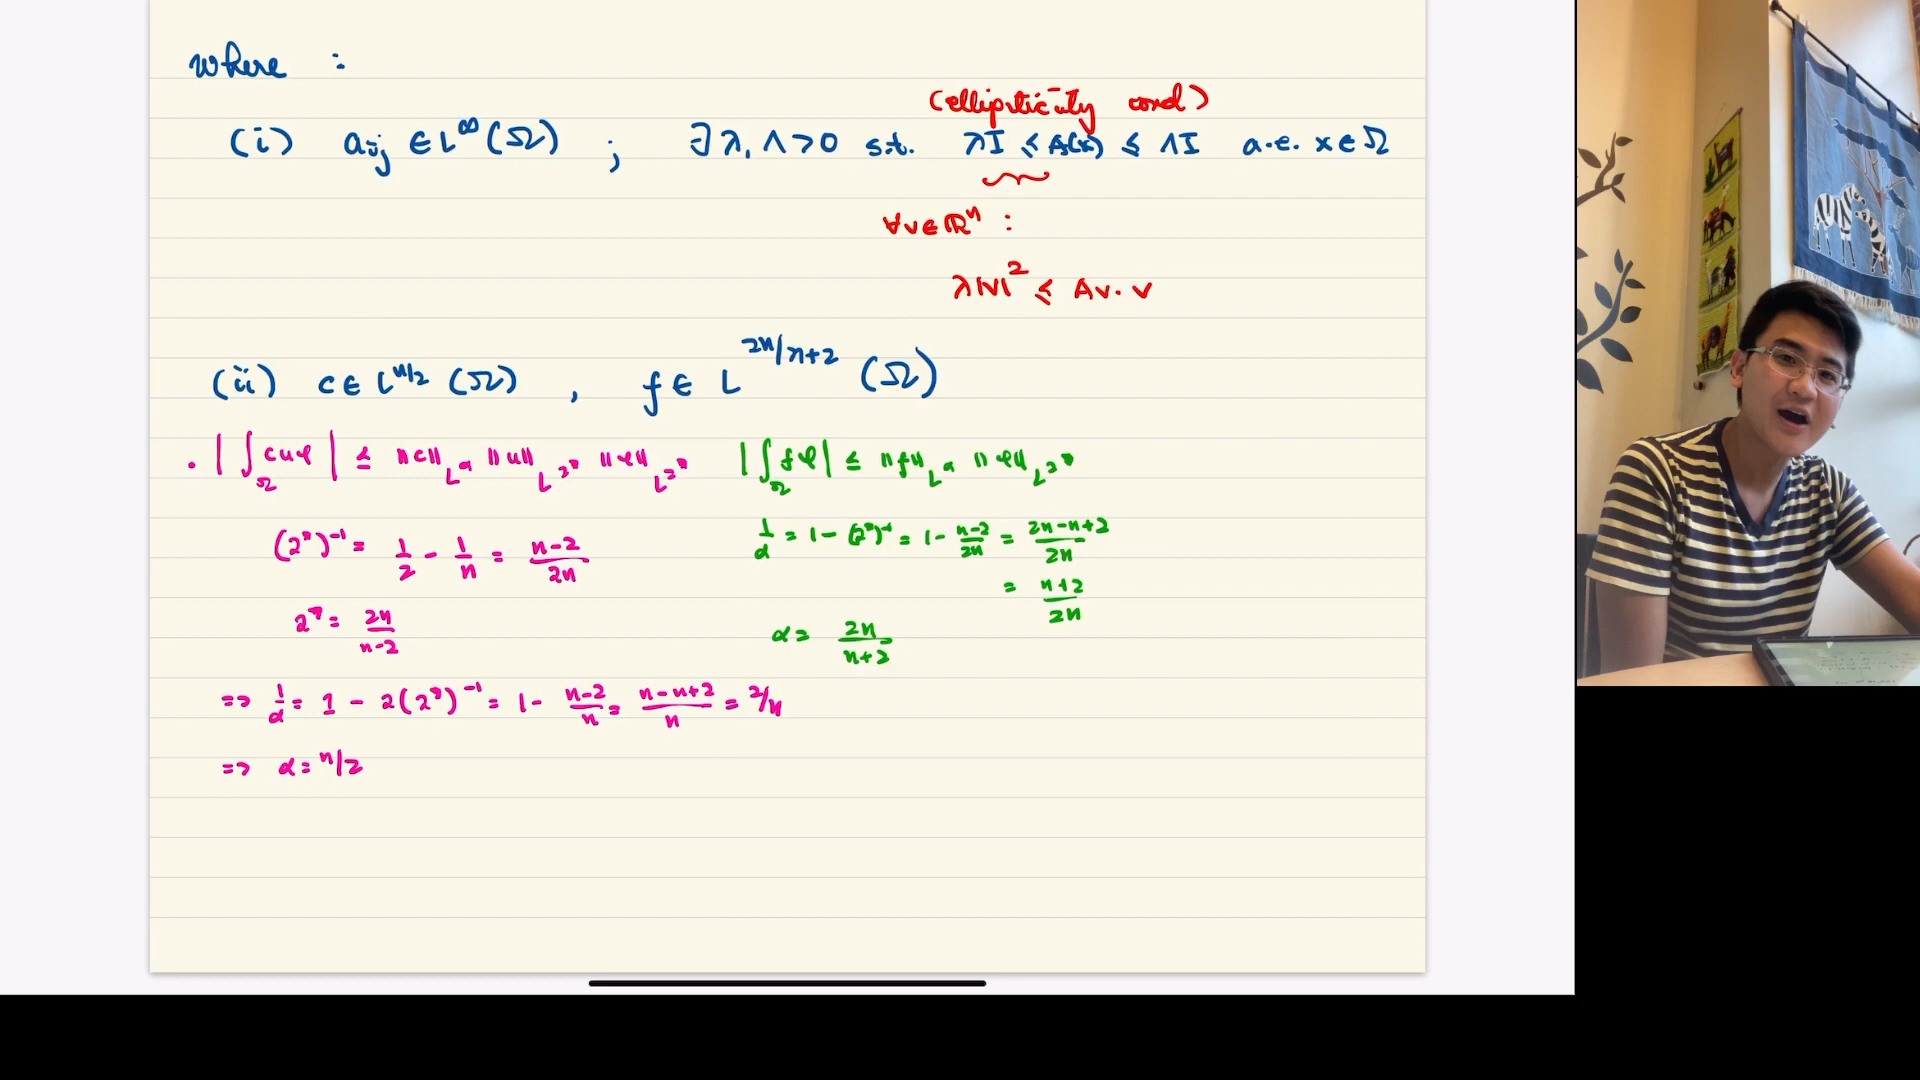 where :
(ellipticity cond)
(i) aij ∈ L^∞(Ω) ; ∃ λ, Λ > 0 s.t. λI ≤ A(x) ≤ ΛI a.e. x ∈ Ω
∀v∈ℝ^n :
λ|v|^2 ≤ Av·v
(ii) c ∈ L^{n/2} (Ω) , f ∈ L^{2n/n+2} (Ω)
· |∫_Ω cuφ| ≤ ‖c‖_{L^α} ‖u‖_{L^{2*}} ‖φ‖_{L^{2*}}
|∫_Ω fφ| ≤ ‖f‖_{L^α} ‖φ‖_{L^{2*}}
(2*)^{-1} = 1/2 - 1/n = (n-2)/2n
2* = 2n/(n-2)
=> 1/α = 1 - 2(2*)^{-1} = 1 - (n-2)/n = (n-n+2)/n = 2/n
=> α = n/2
1/α = 1 - (2*)^{-1} = 1 - (n-2)/2n = (2n-n+2)/2n
= (n+2)/2n
α = 2n/(n+2)